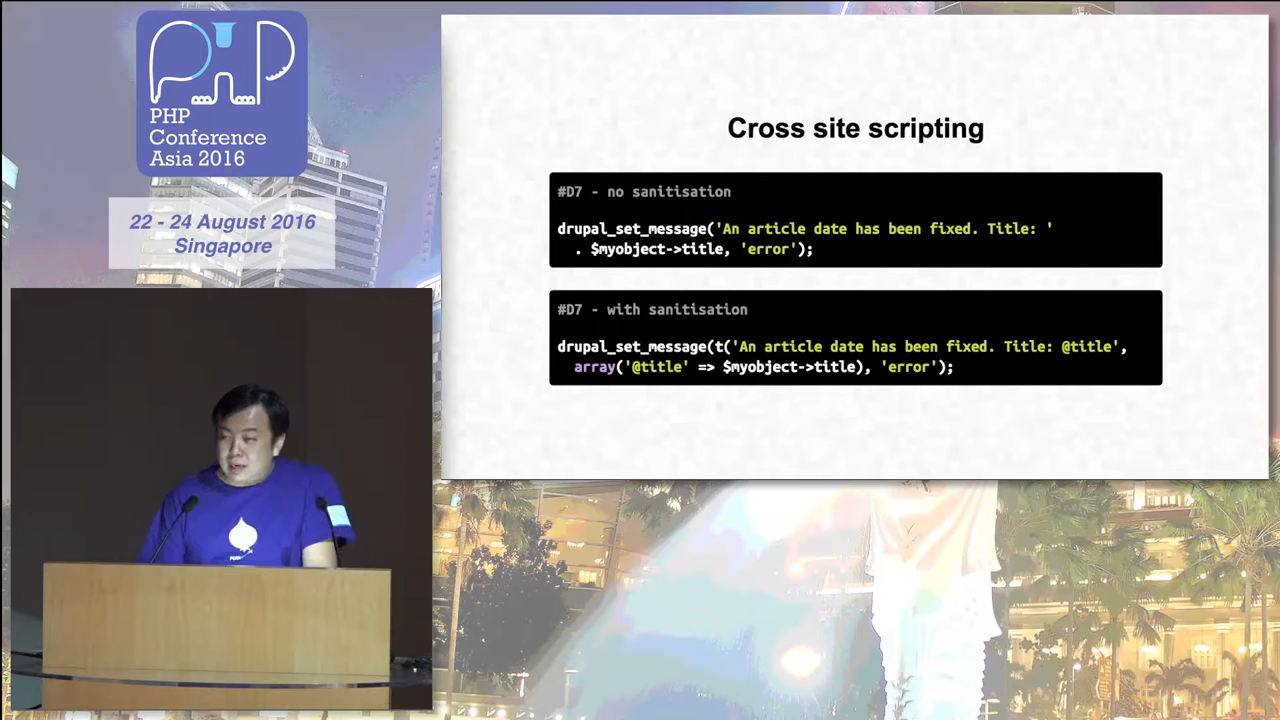 PHP
Conference
Asia 2016
22 - 24 August 2016
Singapore
Cross site scripting
#D7 - no sanitisation
drupal_set_message('An article date has been fixed. Title: '
. $myobject->title, 'error');
#D7 - with sanitisation
drupal_set_message(t('An article date has been fixed. Title: @title',
array('@title' => $myobject->title), 'error');